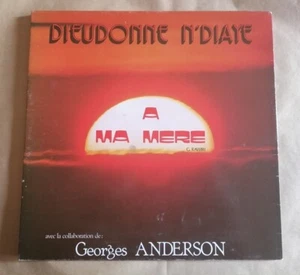 DIEUDONNE N'DIAYE
A
MA MERE
avec la collaboration de:
Georges ANDERSON